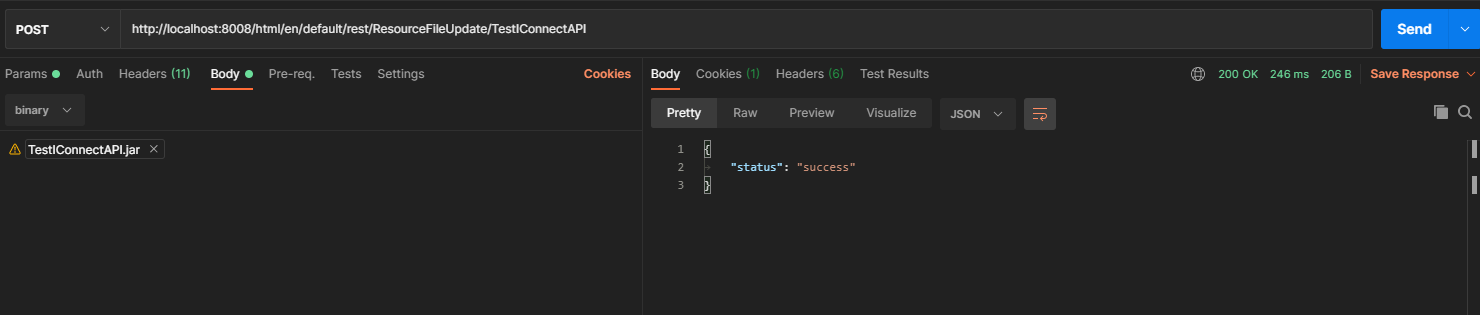 POST http://localhost:8008/html/en/default/rest/ResourceFileUpdate/TestIConnectAPI Send
Params Auth Headers (11) Body Pre-req. Tests Settings Cookies
binary
TestIConnectAPI.jar
Body Cookies (1) Headers (6) Test Results 200 OK 246 ms 206 B Save Response
Pretty Raw Preview Visualize JSON
1 {
2 "status": "success"
3 }